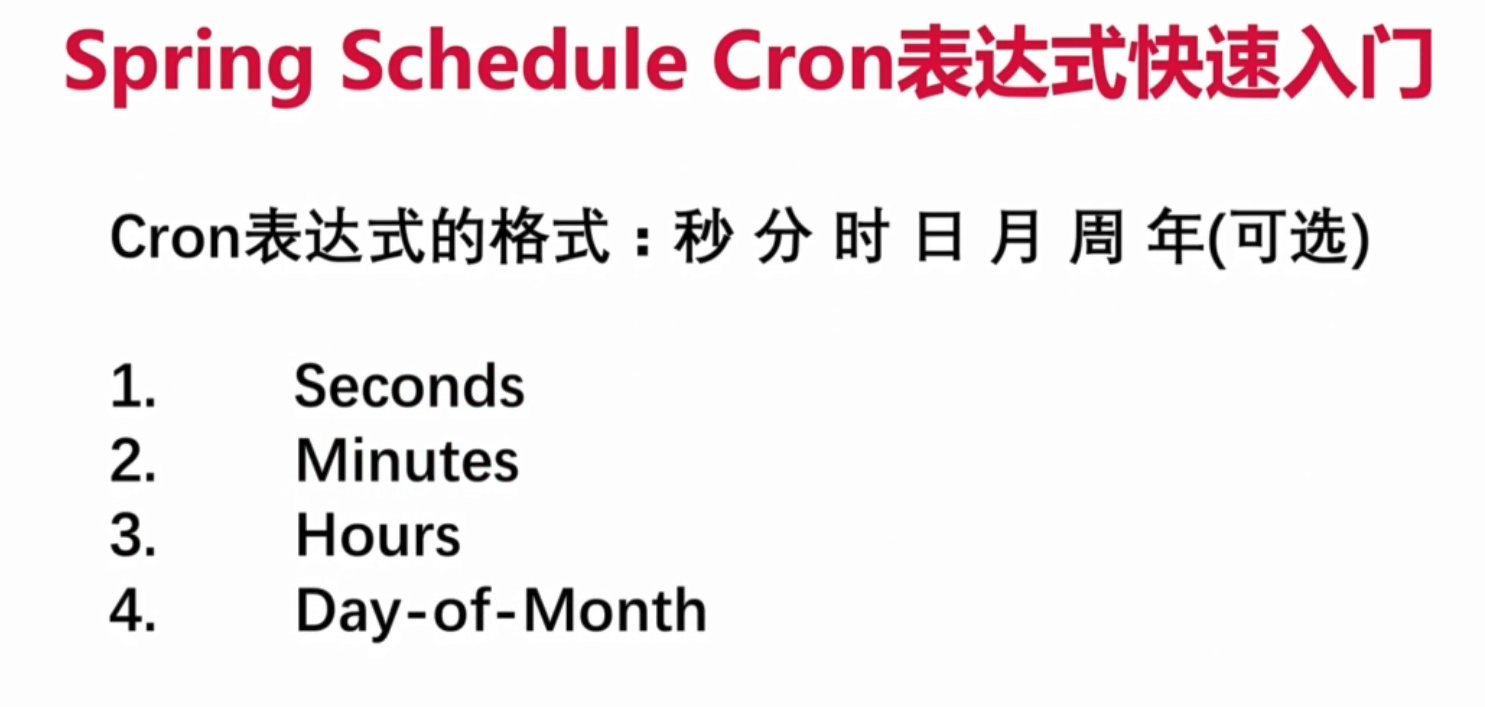 Spring Schedule Cron表达式快速入门
Cron表达式的格式：秒 分 时 日 月 周 年(可选)
1. Seconds
2. Minutes
3. Hours
4. Day-of-Month